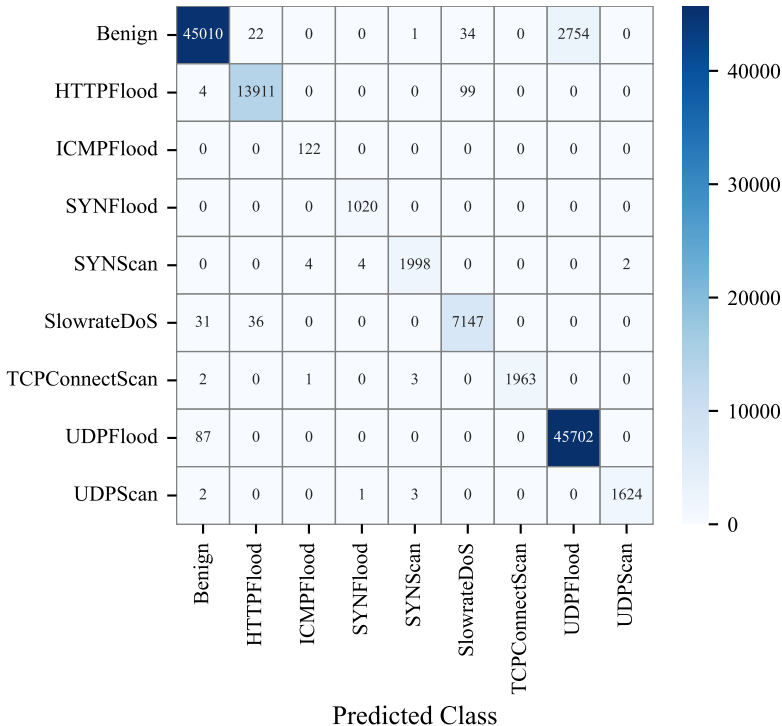 Benign 45010 22 0 0 1 34 0 2754 0
HTTPFlood 4 13911 0 0 0 99 0 0 0
ICMPFlood 0 0 122 0 0 0 0 0 0
SYNFlood 0 0 0 1020 0 0 0 0 0
SYNScan 0 0 4 4 1998 0 0 0 2
SlowrateDoS 31 36 0 0 0 7147 0 0 0
TCPConnectScan 2 0 1 0 3 0 1963 0 0
UDPFlood 87 0 0 0 0 0 0 45702 0
UDPScan 2 0 0 1 3 0 0 0 1624
Benign
HTTPFlood
ICMPFlood
SYNFlood
SYNScan
SlowrateDoS
TCPConnectScan
UDPFlood
UDPScan
Predicted Class
40000
30000
20000
10000
0